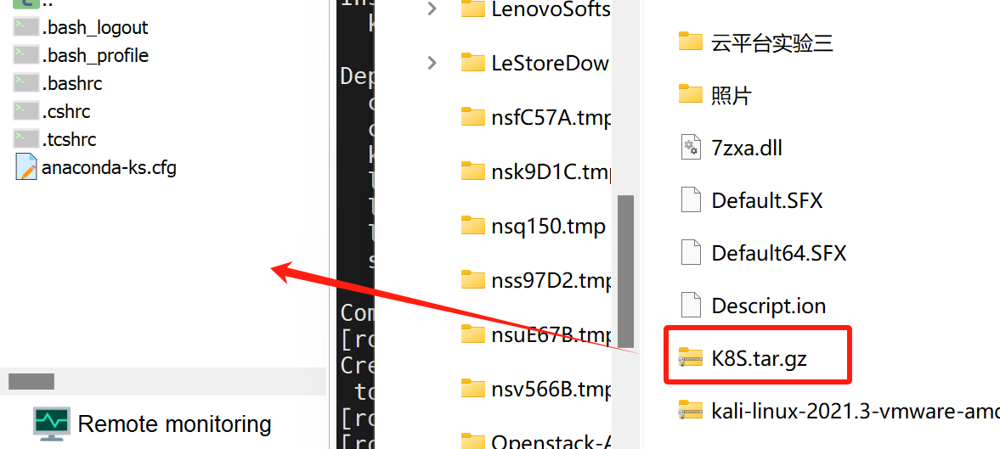 ..
.bash_logout
.bash_profile
.bashrc
.cshrc
.tcshrc
anaconda-ks.cfg
Remote monitoring
k
Dep
k
l
l
l
s
Com
[ro
Cre
to
[ro
[ro
LenovoSofts
LeStoreDow
nsfC57A.tmp
nsk9D1C.tmp
nsq150.tmp
nss97D2.tmp
nsuE67B.tmp
nsv566B.tmp
Openstack-A
云平台实验三
照片
7zxa.dll
Default.SFX
Default64.SFX
Descript.ion
K8S.tar.gz
kali-linux-2021.3-vmware-amd